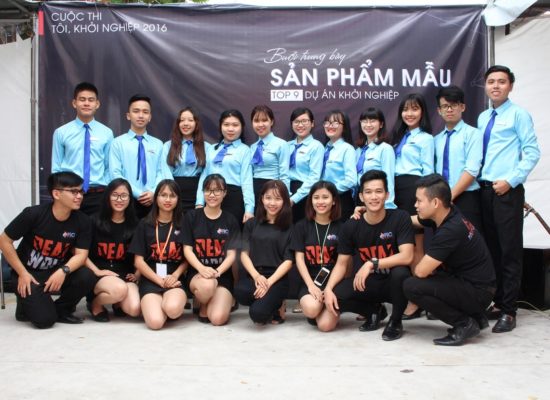 CUỘC THI
TÔI, KHỞI NGHIỆP 2016
Buổi trưng bày
SẢN PHẨM MẪU
TOP 9 DỰ ÁN KHỞI NGHIỆP